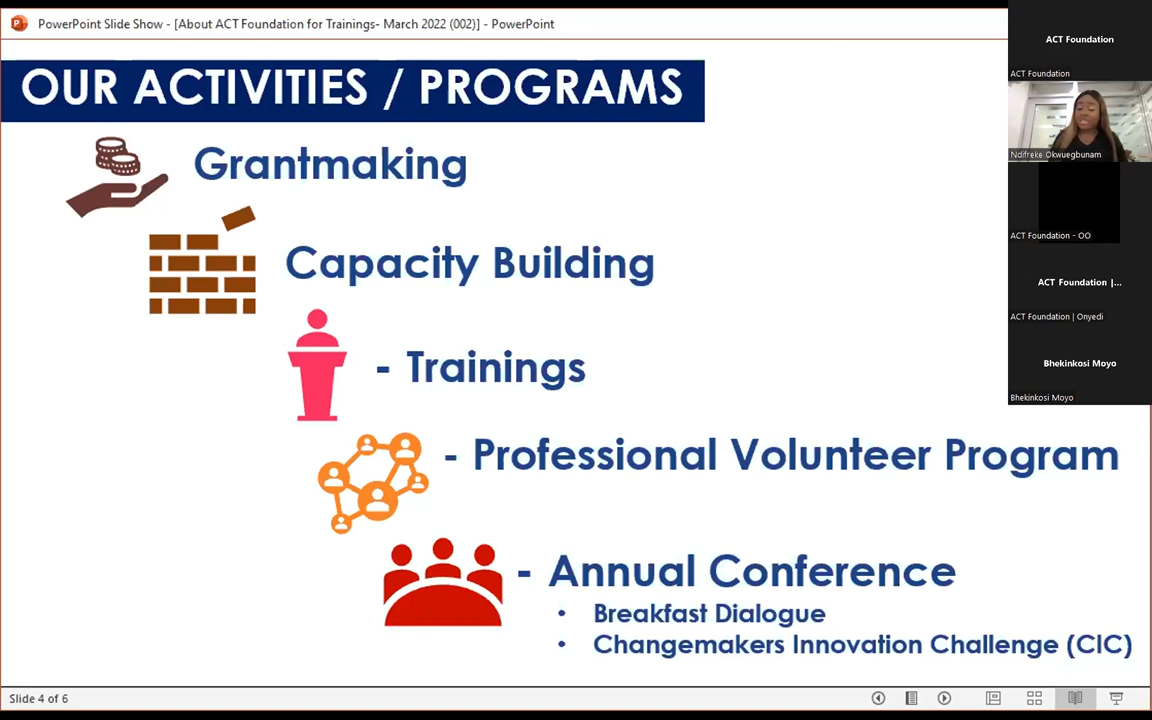 PowerPoint Slide Show - [About ACT Foundation for Trainings- March 2022 (002)] - PowerPoint
OUR ACTIVITIES / PROGRAMS
Grantmaking
Capacity Building
- Trainings
- Professional Volunteer Program
- Annual Conference
• Breakfast Dialogue
• Changemakers Innovation Challenge (CIC)
Slide 4 of 6
ACT Foundation
ACT Foundation
Ndifreke Okwuegbunam
ACT Foundation - OO
ACT Foundation |...
ACT Foundation | Onyedi
Bhekinkosi Moyo
Bhekinkosi Moyo